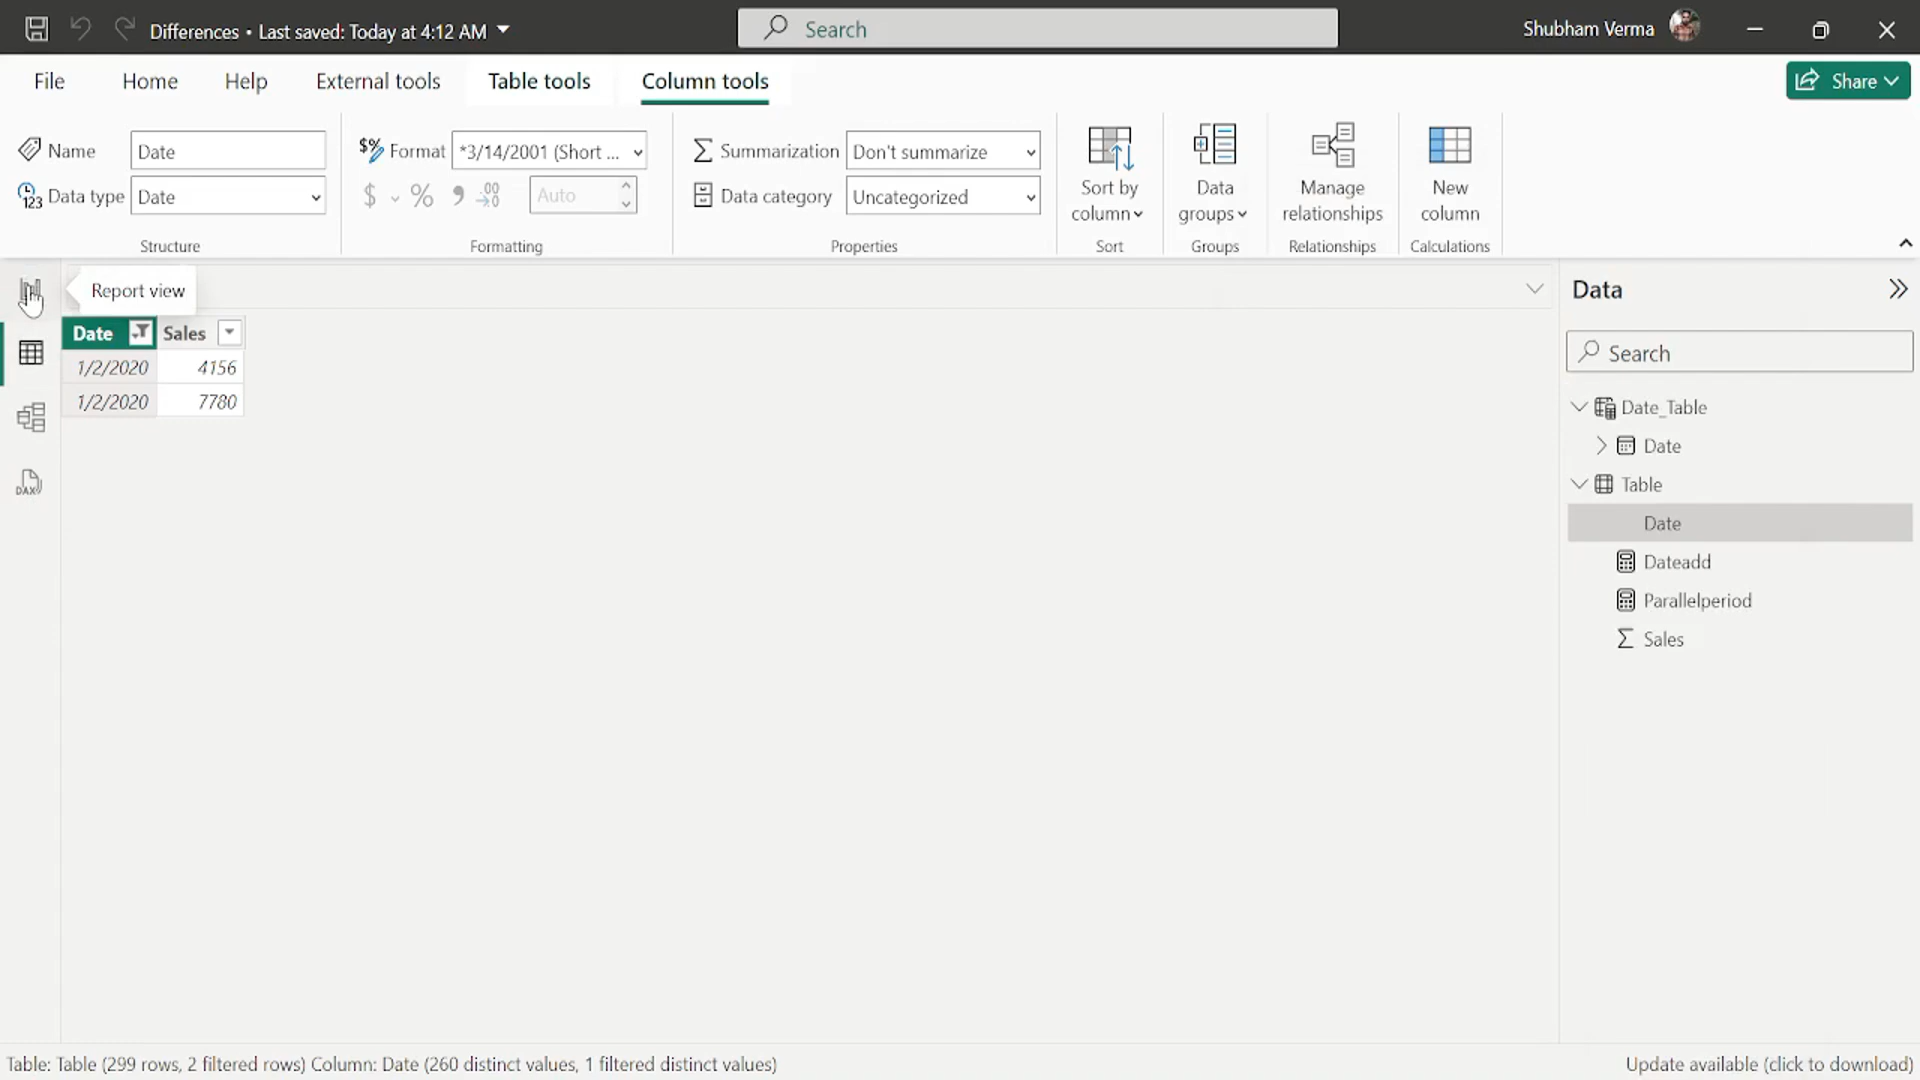 Differences • Last saved: Today at 4:12 AM
Search
Shubham Verma
File
Home
Help
External tools
Table tools
Column tools
Share
Name
Date
Data type
Date
Structure
Format
*3/14/2001 (Short ...
$
%
Auto
Formatting
Summarization
Don't summarize
Data category
Uncategorized
Properties
Sort by
column
Sort
Data
groups
Groups
Manage
relationships
Relationships
New
column
Calculations
Report view
Date
Sales
1/2/2020
4156
1/2/2020
7780
DAX
Data
Search
Date_Table
Date
Table
Date
Dateadd
Parallelperiod
Sales
Table: Table (299 rows, 2 filtered rows) Column: Date (260 distinct values, 1 filtered distinct values)
Update available (click to download)